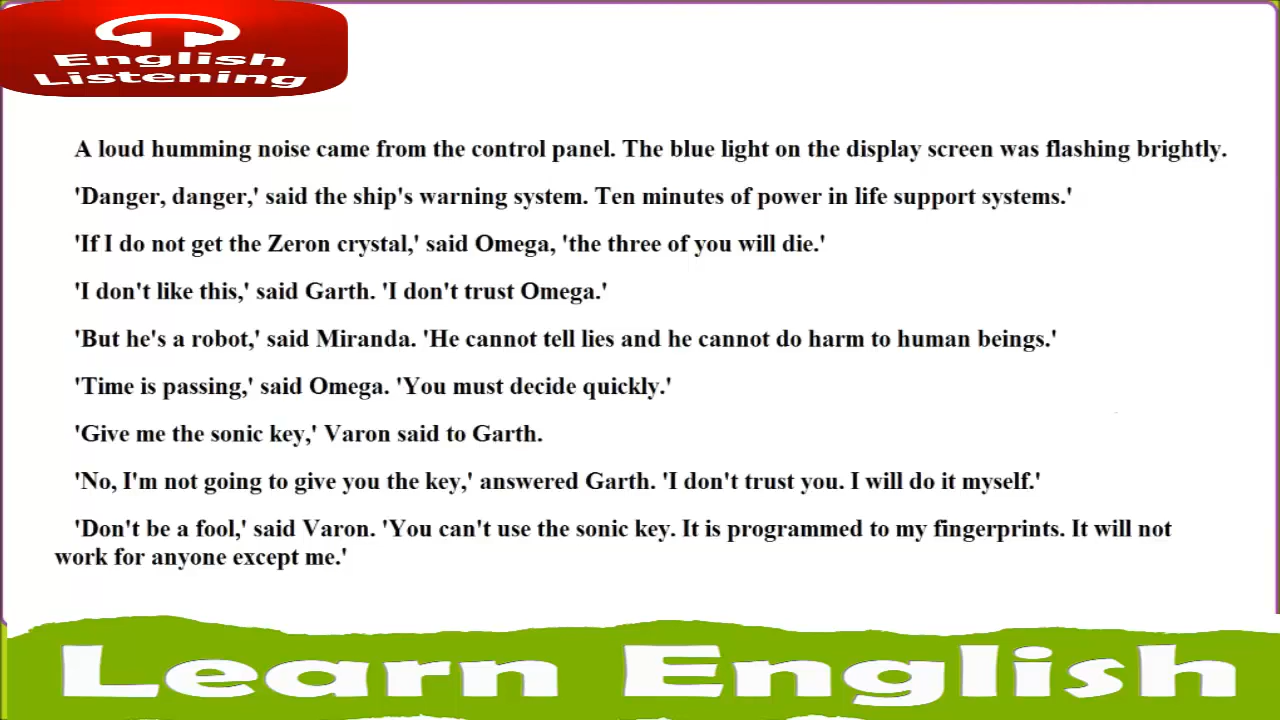 English
Listening
A loud humming noise came from the control panel. The blue light on the display screen was flashing brightly.
'Danger, danger,' said the ship's warning system. Ten minutes of power in life support systems.'
'If I do not get the Zeron crystal,' said Omega, 'the three of you will die.'
'I don't like this,' said Garth. 'I don't trust Omega.'
'But he's a robot,' said Miranda. 'He cannot tell lies and he cannot do harm to human beings.'
'Time is passing,' said Omega. 'You must decide quickly.'
'Give me the sonic key,' Varon said to Garth.
'No, I'm not going to give you the key,' answered Garth. 'I don't trust you. I will do it myself.'
'Don't be a fool,' said Varon. 'You can't use the sonic key. It is programmed to my fingerprints. It will not
work for anyone except me.'
Learn English